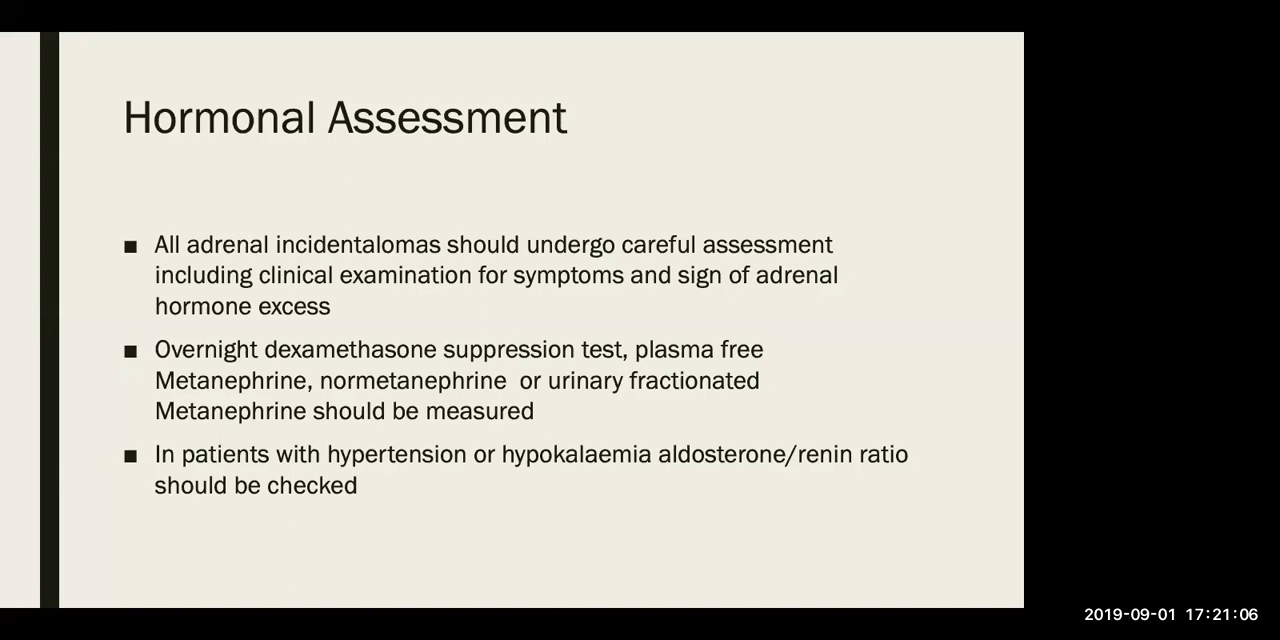 Hormonal Assessment
■ All adrenal incidentalomas should undergo careful assessment
including clinical examination for symptoms and sign of adrenal
hormone excess
■ Overnight dexamethasone suppression test, plasma free
Metanephrine, normetanephrine  or urinary fractionated
Metanephrine should be measured
■ In patients with hypertension or hypokalaemia aldosterone/renin ratio
should be checked
2019-09-01 17:21:06